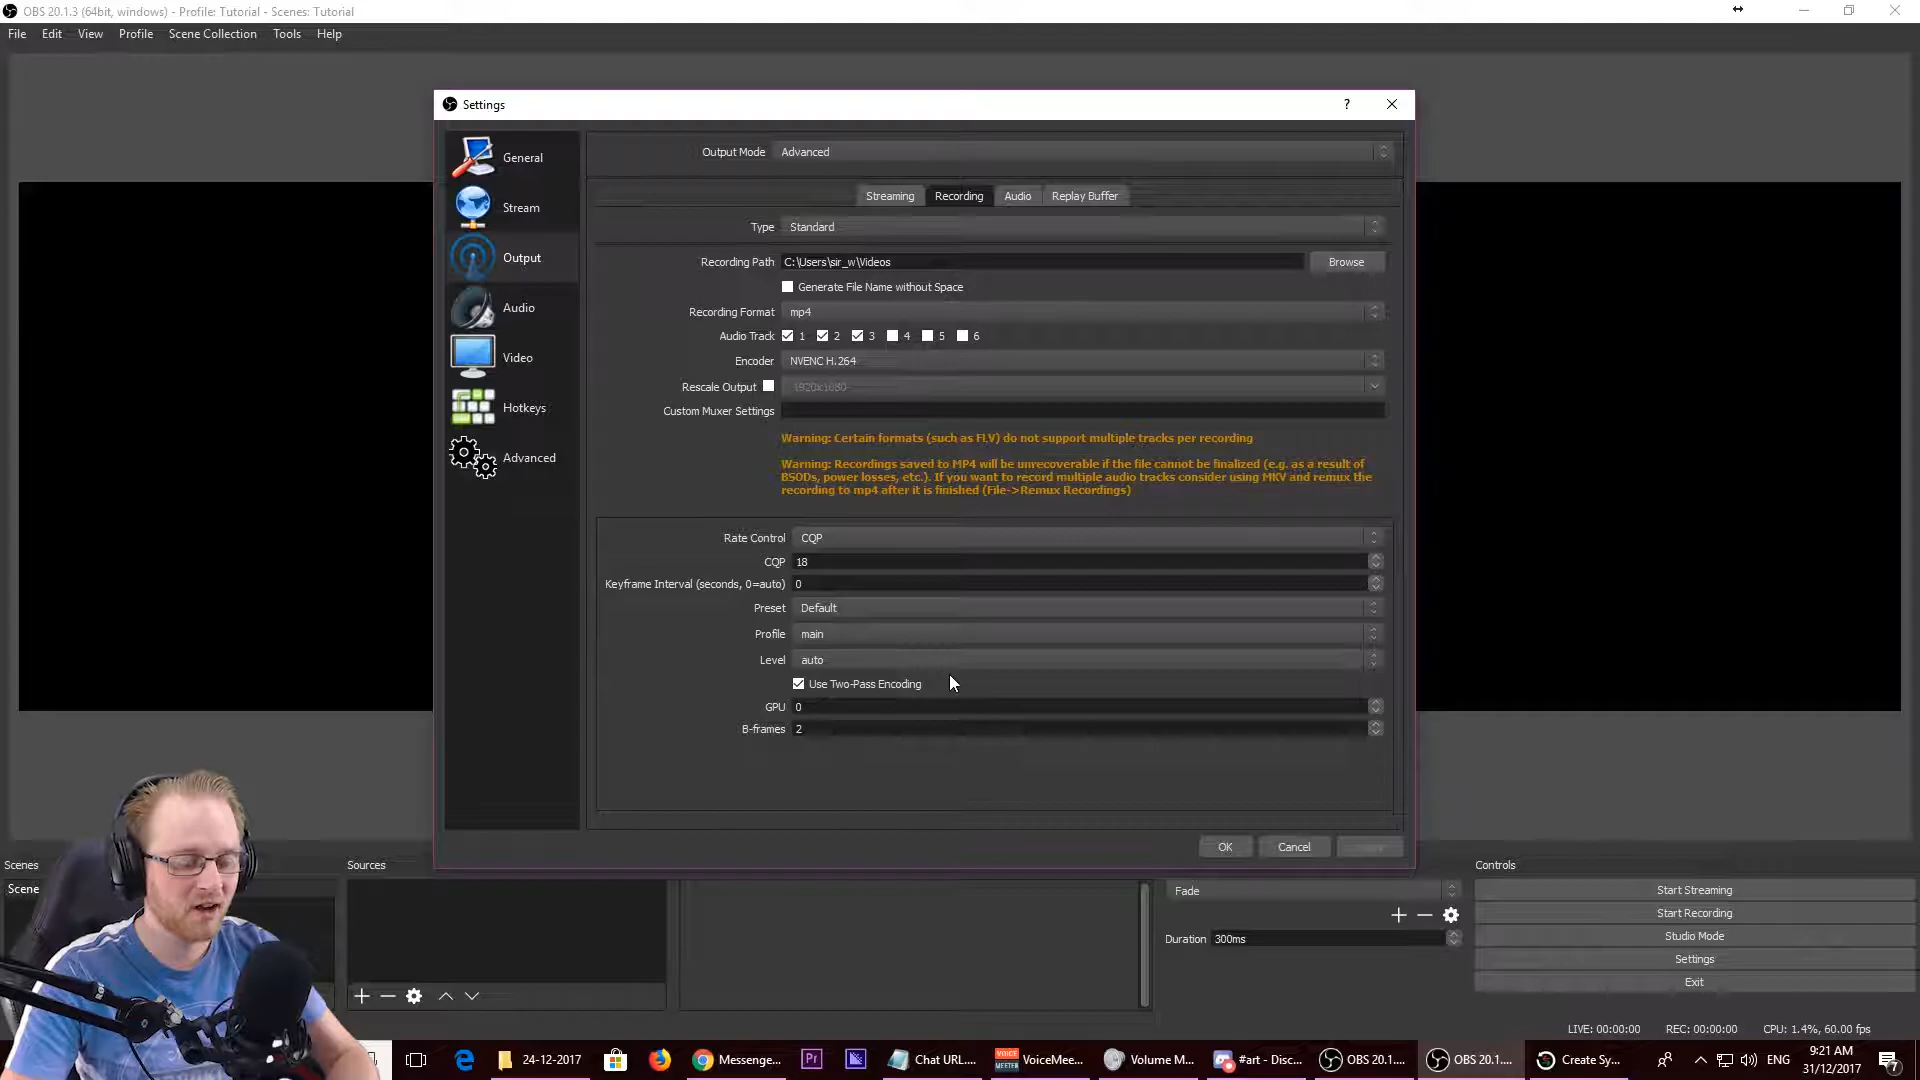 OBS 20.1.3 (64bit, windows) - Profile: Tutorial - Scenes: Tutorial
File Edit View Profile Scene Collection Tools Help
Settings
?
General
Stream
Output
Audio
Video
Hotkeys
Advanced
Output Mode Advanced
Streaming Recording Audio Replay Buffer
Type Standard
Recording Path C:\Users\sir_w\Videos Browse
Generate File Name without Space
Recording Format mp4
Audio Track 1 2 3 4 5 6
Encoder NVENC H.264
Rescale Output 1920x1080
Custom Muxer Settings
Warning: Certain formats (such as FLV) do not support multiple tracks per recording
Warning: Recordings saved to MP4 will be unrecoverable if the file cannot be finalized (e.g. as a result of
BSODs, power losses, etc.). If you want to record multiple audio tracks consider using MKV and remux the
recording to mp4 after it is finished (File->Remux Recordings)
Rate Control CQP
CQP 18
Keyframe Interval (seconds, 0=auto) 0
Preset Default
Profile main
Level auto
Use Two-Pass Encoding
GPU 0
B-frames 2
OK Cancel
Scenes
Scene
Sources
Fade
Duration 300ms
Controls
Start Streaming
Start Recording
Studio Mode
Settings
Exit
LIVE: 00:00:00 REC: 00:00:00 CPU: 1.4%, 60.00 fps
24-12-2017
Messenge...
Pr
Chat URL....
VOICE
MEETER
VoiceMee...
Volume M...
#art - Disc...
OBS 20.1....
OBS 20.1....
Create Sy...
ENG
9:21 AM
31/12/2017
7